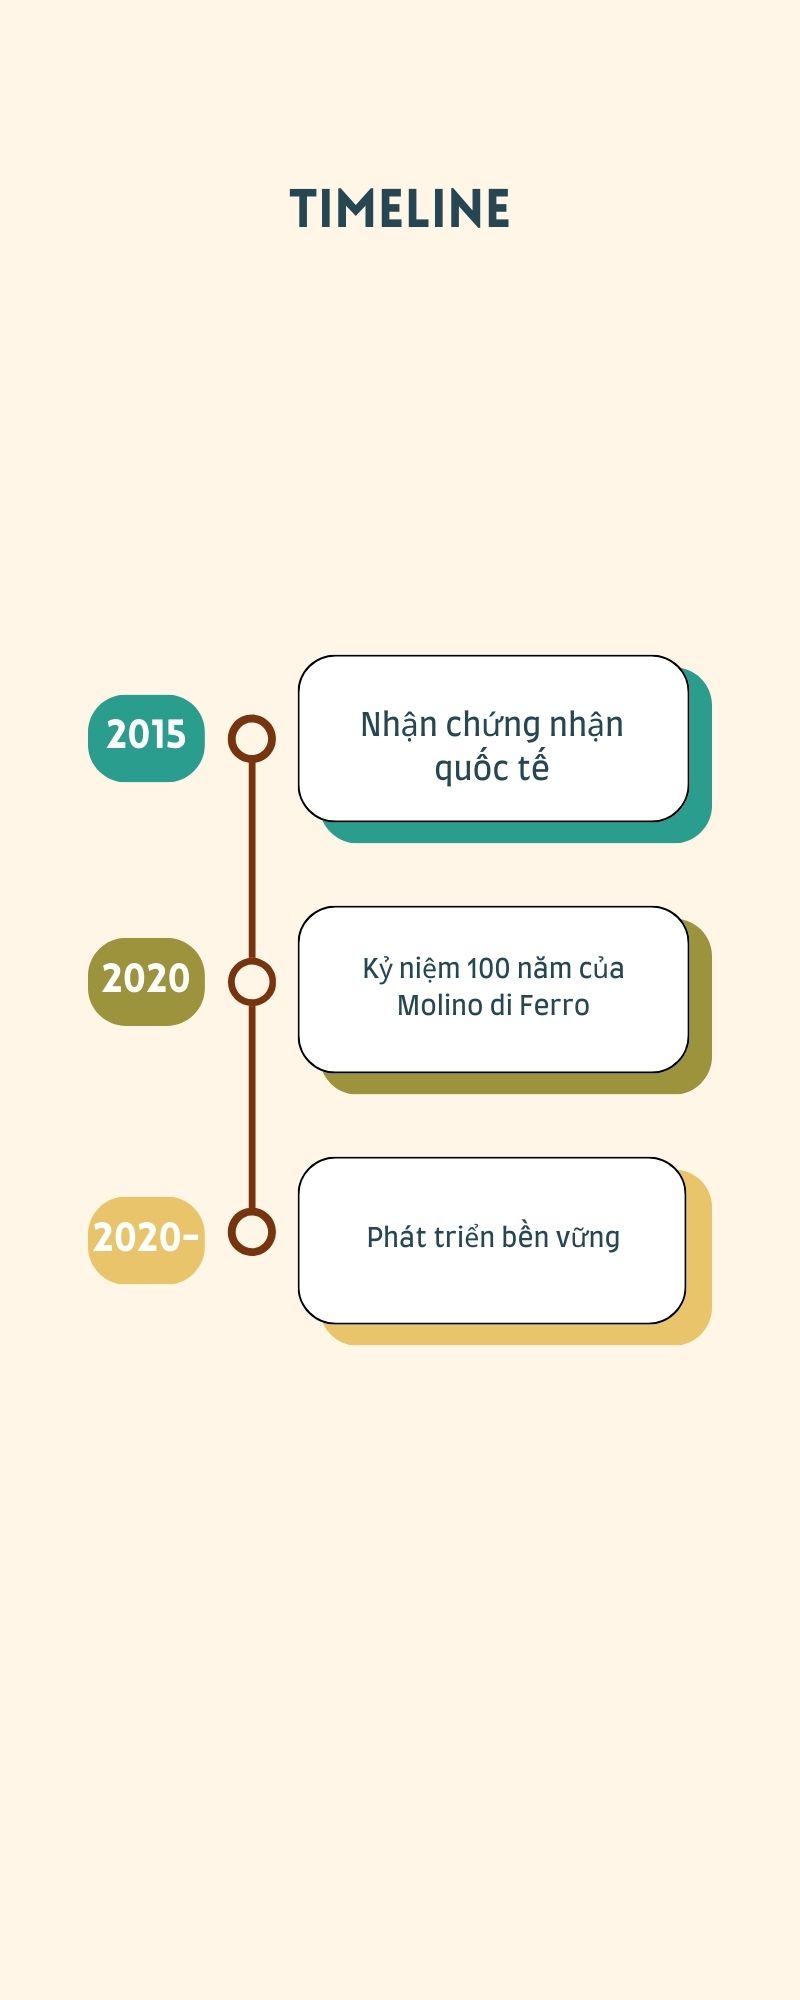 TIMELINE
2015
Nhận chứng nhận
quốc tế
2020
Kỷ niệm 100 năm của
Molino di Ferro
2020-
Phát triển bền vững